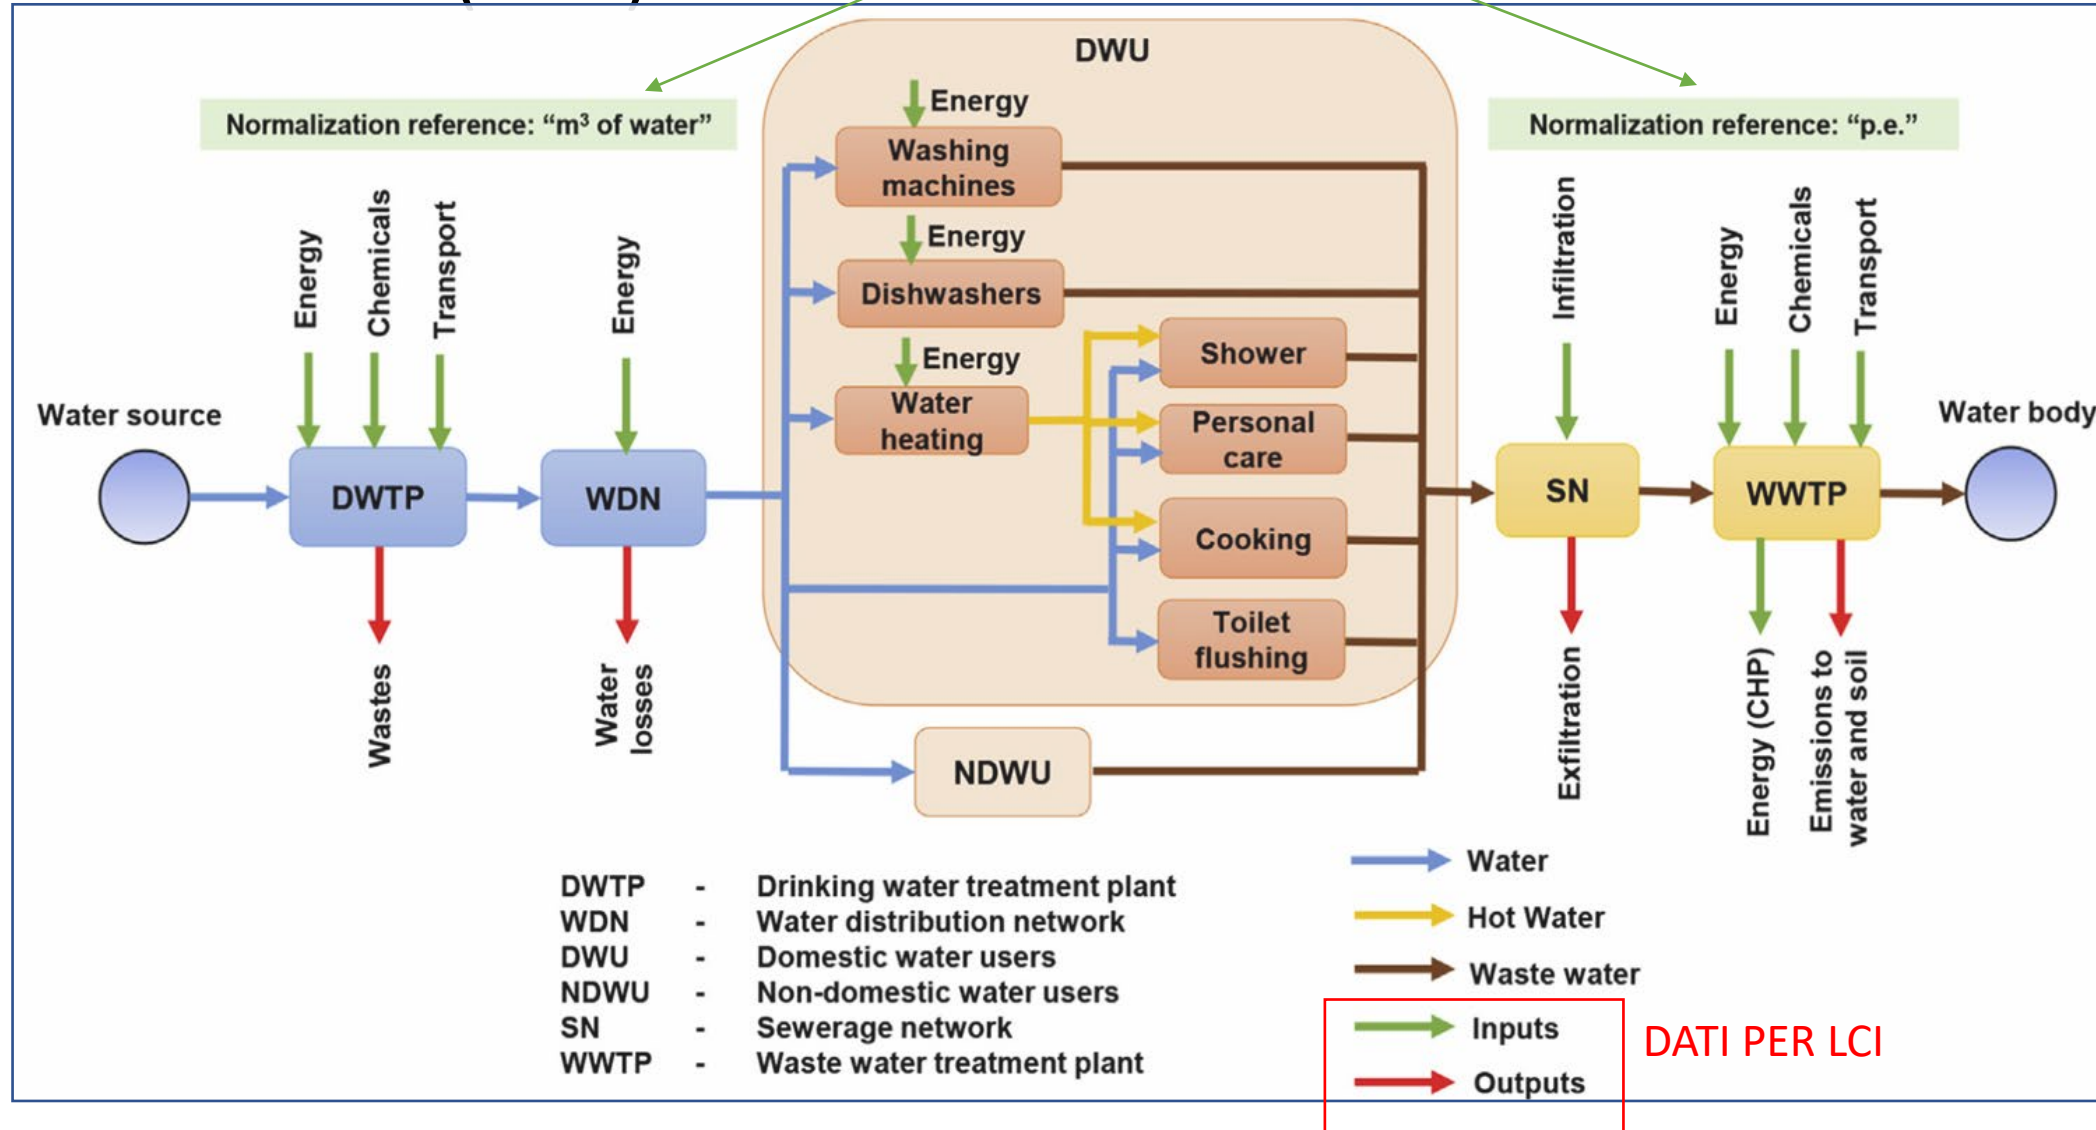 DWU
Normalization reference: “m³ of water”
Normalization reference: “p.e.”
Energy
Washing
machines
Energy
Dishwashers
Energy
Water
heating
Shower
Personal
care
Cooking
Toilet
flushing
NDWU
Water source
Energy
Chemicals
Transport
DWTP
Wastes
Energy
WDN
Water
losses
Infiltration
SN
Exfiltration
Energy
Chemicals
Transport
WWTP
Energy (CHP)
Emissions to
water and soil
Water body
DWTP - Drinking water treatment plant
WDN - Water distribution network
DWU - Domestic water users
NDWU - Non-domestic water users
SN - Sewerage network
WWTP - Waste water treatment plant
Water
Hot Water
Waste water
Inputs
Outputs
DATI PER LCI